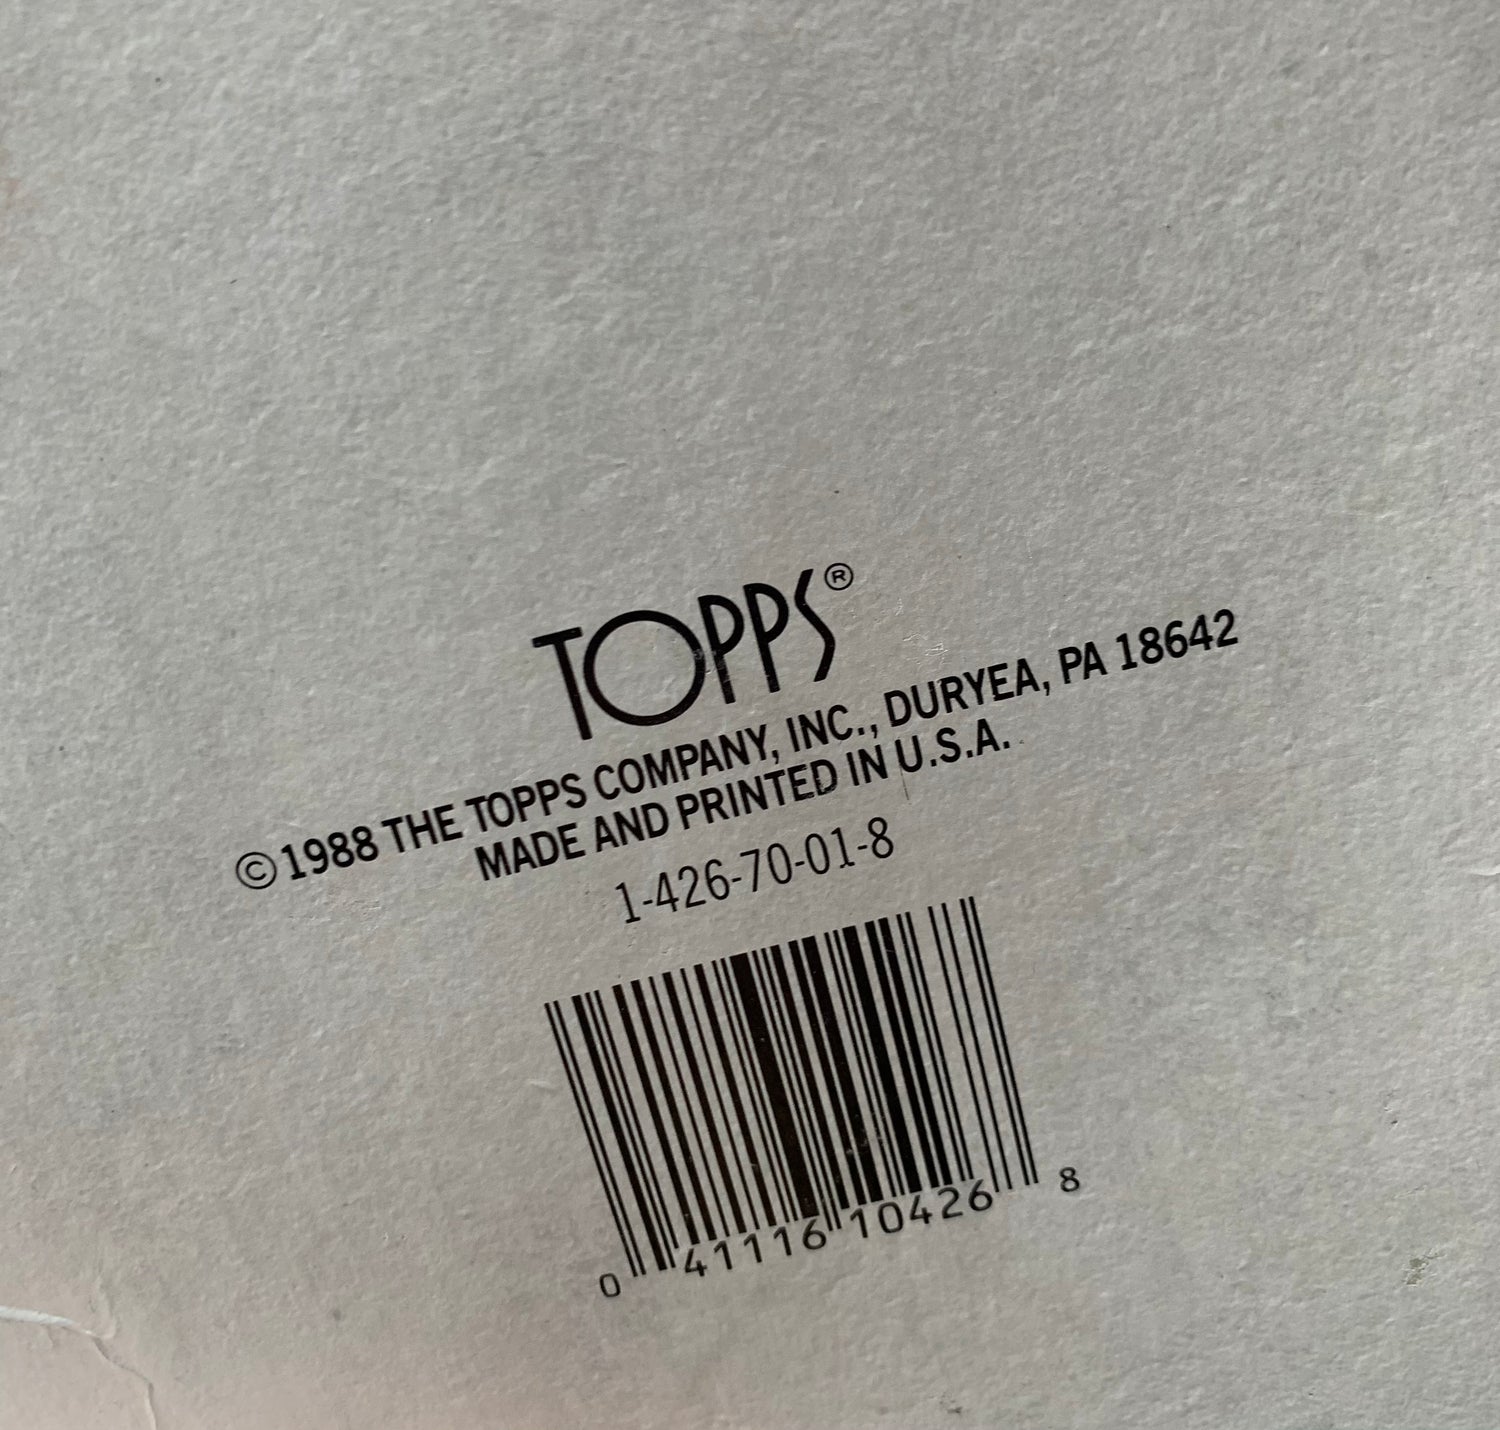 TOPPS®
© 1988 THE TOPPS COMPANY, INC., DURYEA, PA 18642
MADE AND PRINTED IN U.S.A.
1-426-70-01-8
0 41116 10426 8